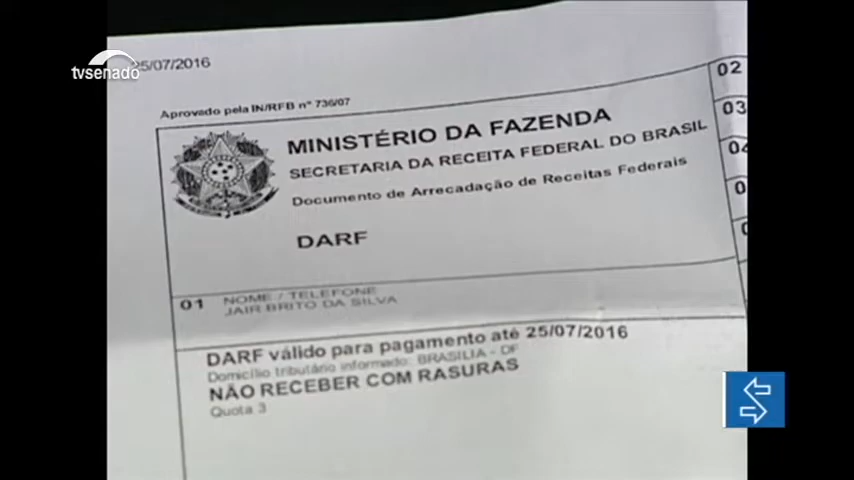 25/07/2016
tvsenado
Aprovado pela IN/RFB nº 736/07
MINISTÉRIO DA FAZENDA
SECRETARIA DA RECEITA FEDERAL DO BRASIL
Documento de Arrecadação de Receitas Federais
DARF
02
03
04
0
0
01 NOME / TELEFONE
JAIR BRITO DA SILVA
DARF válido para pagamento até 25/07/2016
Domicílio tributário informado: BRASILIA - DF
NÃO RECEBER COM RASURAS
Quota 3